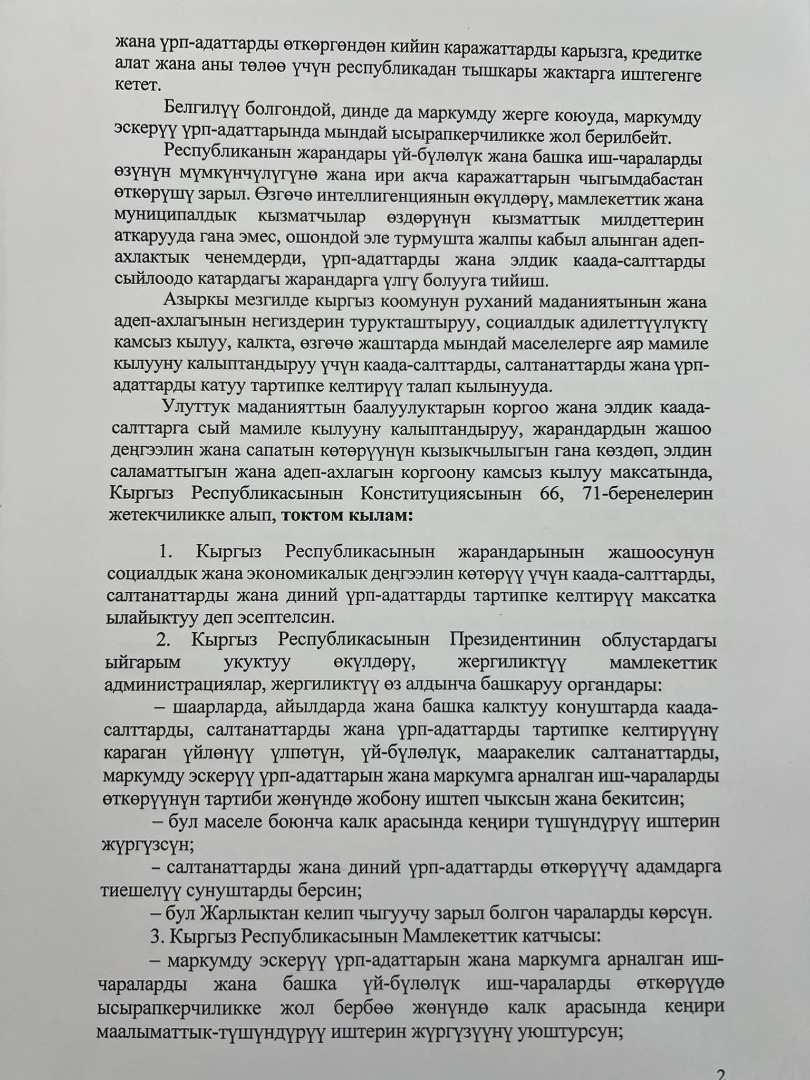 жана үрп-адаттарды өткөргөндөн кийин каражаттарды карызга, кредитке
алат жана аны төлөө үчүн республикадан тышкары жактарга иштегенге
кетет.
Белгилүү болгондой, динде да маркумду жерге коюуда, маркумду
эскерүү үрп-адаттарында мындай ысырапкерчиликке жол берилбейт.
Республиканын жарандары үй-бүлөлүк жана башка иш-чараларды
өзүнүн мүмкүнчүлүгүнө жана ири акча каражаттарын чыгымдабастан
өткөрүшү зарыл. Өзгөчө интеллигенциянын өкүлдөрү, мамлекеттик жана
муниципалдык кызматчылар өздөрүнүн кызматтык милдеттерин
аткарууда гана эмес, ошондой эле турмушта жалпы кабыл алынган адеп-
ахлактык ченемдерди, үрп-адаттарды жана элдик каада-салттарды
сыйлоодо катардагы жарандарга үлгү болууга тийиш.
Азыркы мезгилде кыргыз коомунун руханий маданиятынын жана
адеп-ахлагынын негиздерин турукташтыруу, социалдык адилеттүүлүктү
камсыз кылуу, калкта, өзгөчө жаштарда мындай маселелерге аяр мамиле
кылууну калыптандыруу үчүн каада-салттарды, салтанаттарды жана үрп-
адаттарды катуу тартипке келтирүү талап кылынууда.
Улуттук маданияттын баалуулуктарын коргоо жана элдик каада-
салттарга сый мамиле кылууну калыптандыруу, жарандардын жашоо
деңгээлин жана сапатын көтөрүүнүн кызыкчылыгын гана көздөп, элдин
саламаттыгын жана адеп-ахлагын коргоону камсыз кылуу максатында,
Кыргыз Республикасынын Конституциясынын 66, 71-беренелерин
жетекчиликке алып, токтом кылам:
1. Кыргыз Республикасынын жарандарынын жашоосунун
социалдык жана экономикалык деңгээлин көтөрүү үчүн каада-салттарды,
салтанаттарды жана диний үрп-адаттарды тартипке келтирүү максатка
ылайыктуу деп эсептелсин.
2. Кыргыз Республикасынын Президентинин облустардагы
ыйгарым укуктуу өкүлдөрү, жергиликтүү мамлекеттик
администрациялар, жергиликтүү өз алдынча башкаруу органдары:
– шаарларда, айылдарда жана башка калктуу конуштарда каада-
салттарды, салтанаттарды жана үрп-адаттарды тартипке келтирүүнү
караган үйлөнүү үлпөтүн, үй-бүлөлүк, мааракелик салтанаттарды,
маркумду эскерүү үрп-адаттарын жана маркумга арналган иш-чараларды
өткөрүүнүн тартиби жөнүндө жобону иштеп чыксын жана бекитсин;
– бул маселе боюнча калк арасында кеңири түшүндүрүү иштерин
жүргүзсүн;
– салтанаттарды жана диний үрп-адаттарды өткөрүүчү адамдарга
тиешелүү сунуштарды берсин;
– бул Жарлыктан келип чыгуучу зарыл болгон чараларды көрсүн.
3. Кыргыз Республикасынын Мамлекеттик катчысы:
– маркумду эскерүү үрп-адаттарын жана маркумга арналган иш-
чараларды жана башка үй-бүлөлүк иш-чараларды өткөрүүдө
ысырапкерчиликке жол бербөө жөнүндө калк арасында кеңири
маалыматтык-түшүндүрүү иштерин жүргүзүүнү уюштурсун;
2